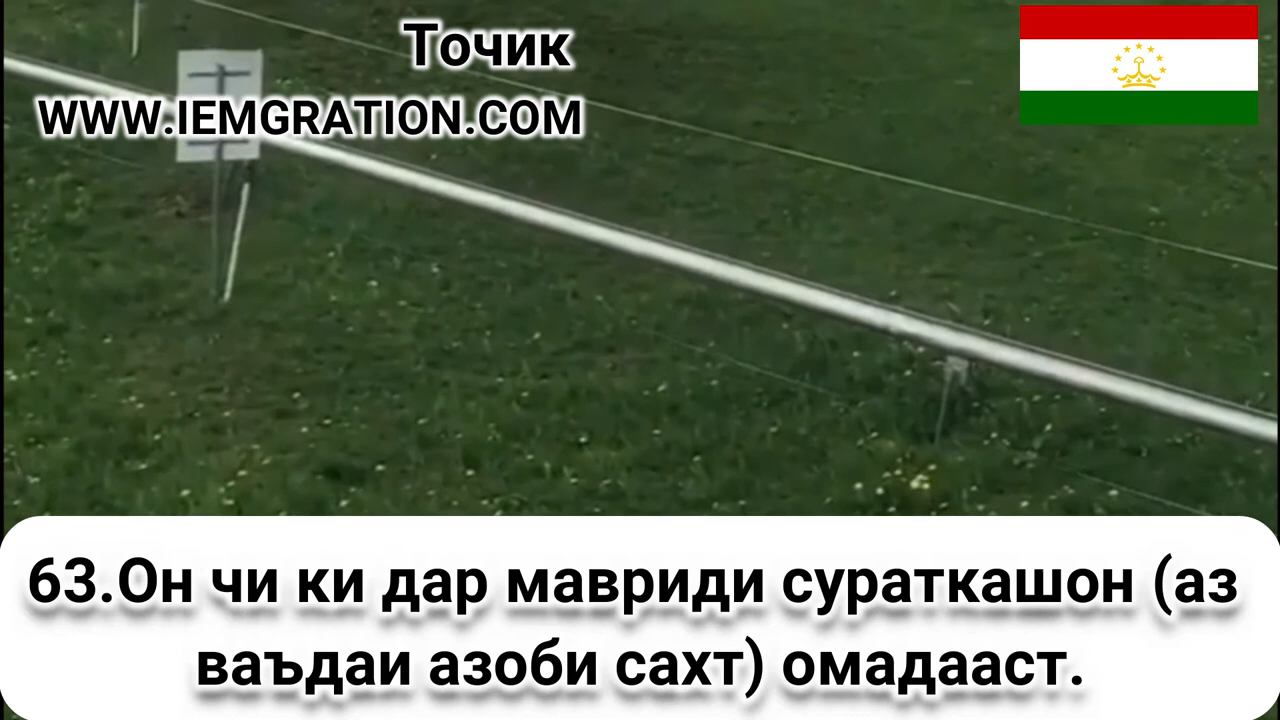 Точик
WWW.IEMGRATION.COM
63.Он чи ки дар мавриди сураткашон (аз
ваъдаи азоби сахт) омадааст.